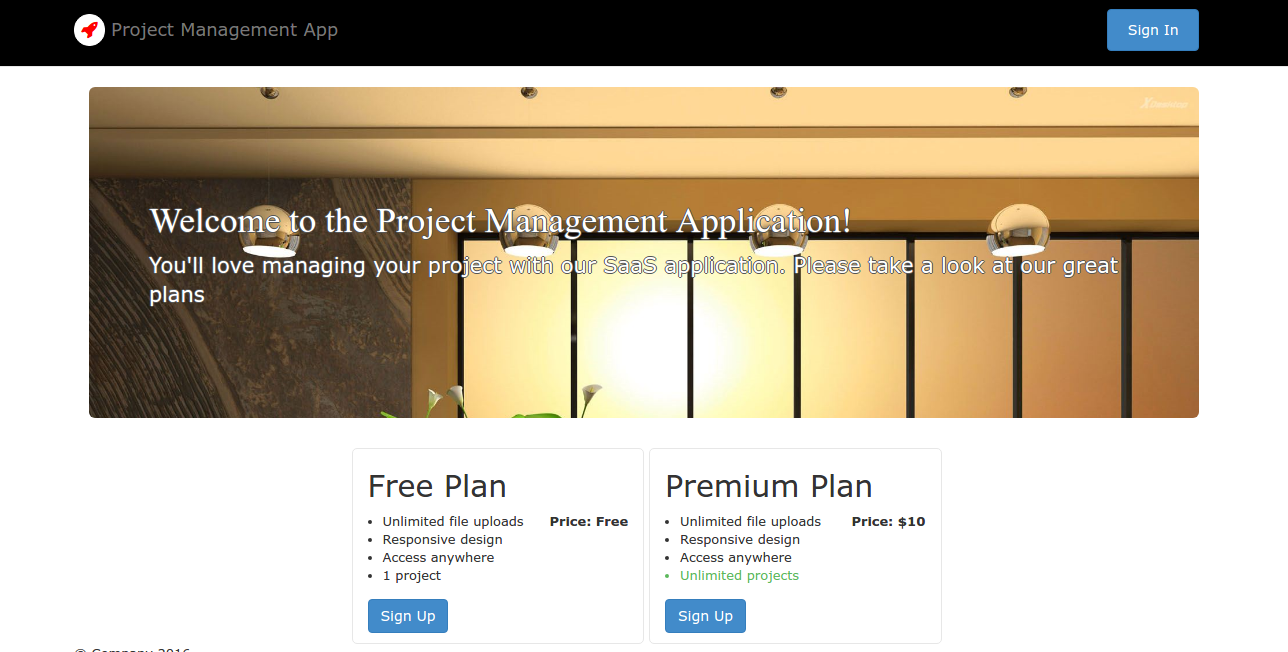 Project Management App
Sign In
Welcome to the Project Management Application!
You'll love managing your project with our SaaS application. Please take a look at our great
plans
Free Plan
Unlimited file uploads
Price: Free
Responsive design
Access anywhere
1 project
Sign Up
Premium Plan
Unlimited file uploads
Price: $10
Responsive design
Access anywhere
Unlimited projects
Sign Up
© Company 2016